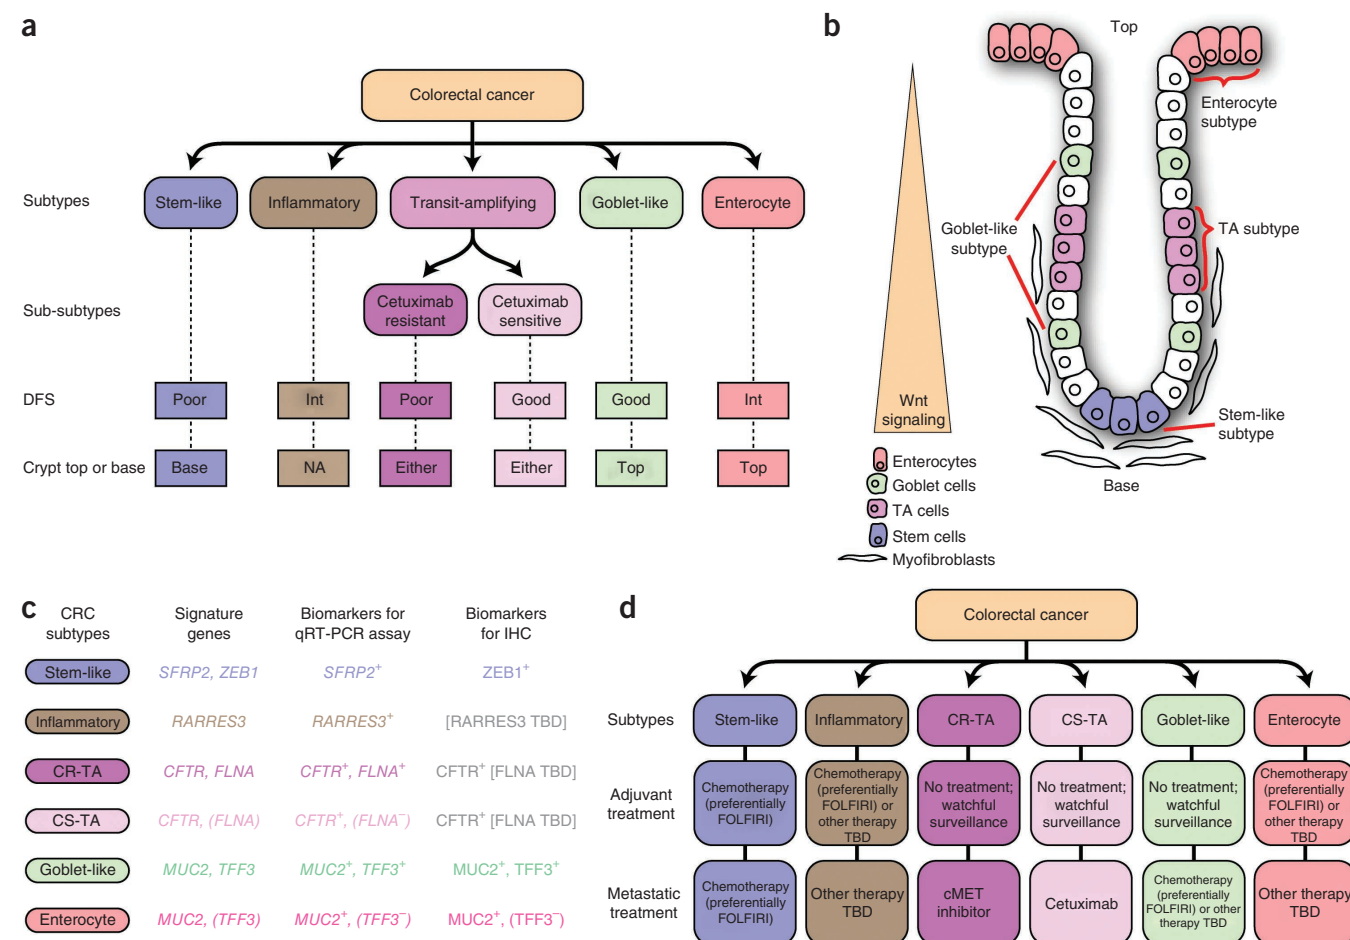 a
Colorectal cancer
Subtypes
Stem-like
Inflammatory
Transit-amplifying
Goblet-like
Enterocyte
Sub-subtypes
Cetuximab
resistant
Cetuximab
sensitive
DFS
Poor
Int
Poor
Good
Good
Int
Crypt top or base
Base
NA
Either
Either
Top
Top
b
Top
Enterocyte
subtype
Goblet-like
subtype
TA subtype
Wnt
signaling
Stem-like
subtype
Base
Enterocytes
Goblet cells
TA cells
Stem cells
Myofibroblasts
c
CRC
subtypes
Signature
genes
Biomarkers for
qRT-PCR assay
Biomarkers
for IHC
Stem-like
SFRP2, ZEB1
SFRP2⁺
ZEB1⁺
Inflammatory
RARRES3
RARRES3⁺
[RARRES3 TBD]
CR-TA
CFTR, FLNA
CFTR⁺, FLNA⁺
CFTR⁺ [FLNA TBD]
CS-TA
CFTR, (FLNA)
CFTR⁺, (FLNA⁻)
CFTR⁺ [FLNA TBD]
Goblet-like
MUC2, TFF3
MUC2⁺, TFF3⁺
MUC2⁺, TFF3⁺
Enterocyte
MUC2, (TFF3)
MUC2⁺, (TFF3⁻)
MUC2⁺, (TFF3⁻)
d
Colorectal cancer
Subtypes
Stem-like
Inflammatory
CR-TA
CS-TA
Goblet-like
Enterocyte
Adjuvant
treatment
Chemotherapy
(preferentially
FOLFIRI)
Chemotherapy
(preferentially
FOLFIRI) or
other therapy
TBD
No treatment;
watchful
surveillance
No treatment;
watchful
surveillance
No treatment;
watchful
surveillance
Chemotherapy
(preferentially
FOLFIRI) or
other therapy
TBD
Metastatic
treatment
Chemotherapy
(preferentially
FOLFIRI)
Other therapy
TBD
cMET
inhibitor
Cetuximab
Chemotherapy
(preferentially
FOLFIRI) or other
therapy TBD
Other therapy
TBD